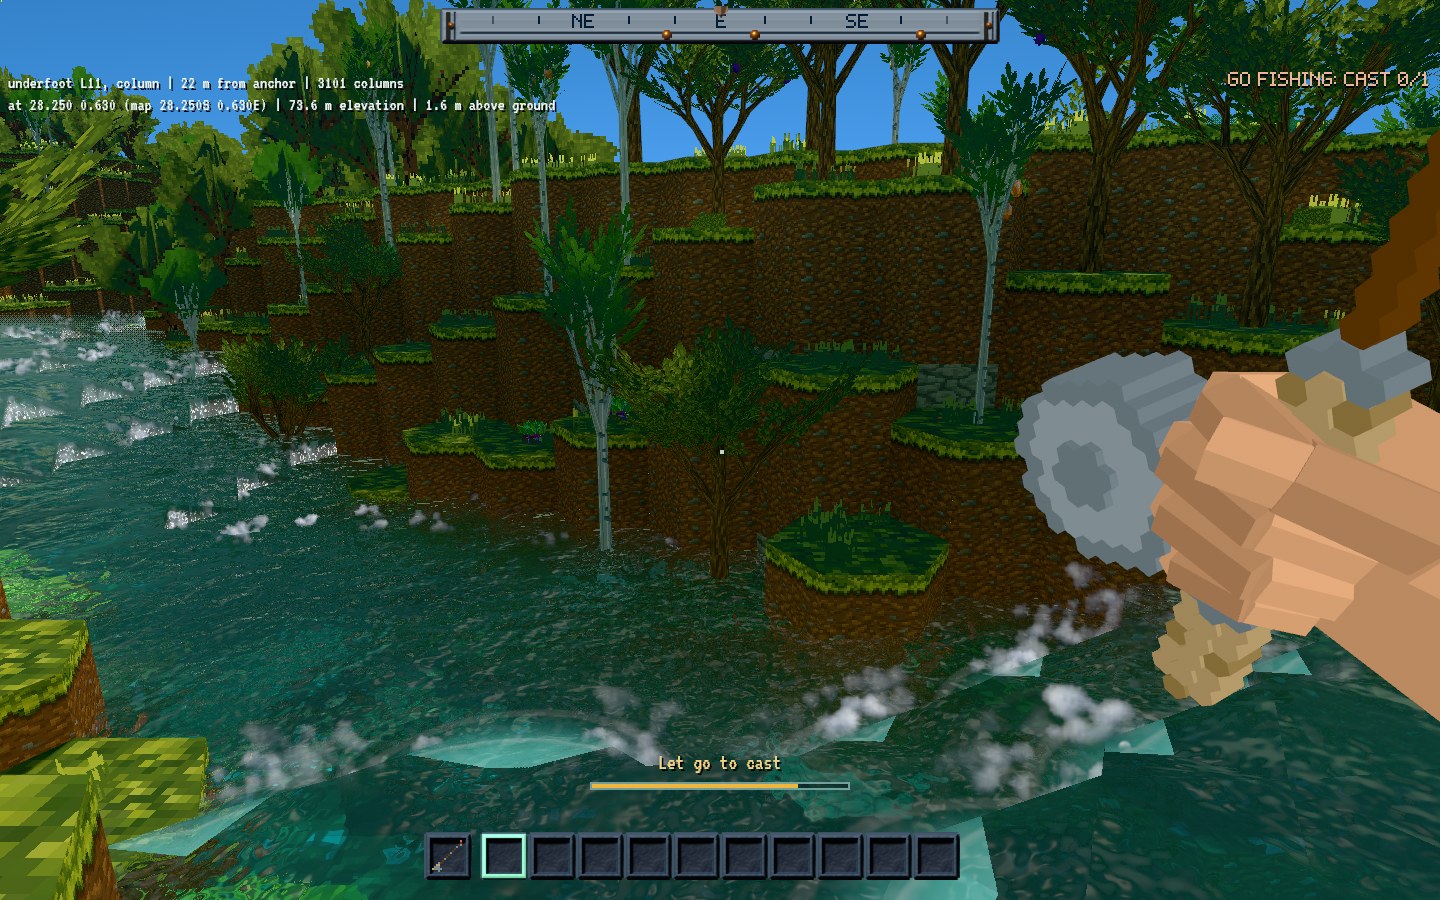 NE E SE
underfoot L11, column | 22 m from anchor | 3101 columns
at 28.250 0.630 (map 28.250S 0.630E) | 73.6 m elevation | 1.6 m above ground
GO FISHING: CAST 0/1
Let go to cast